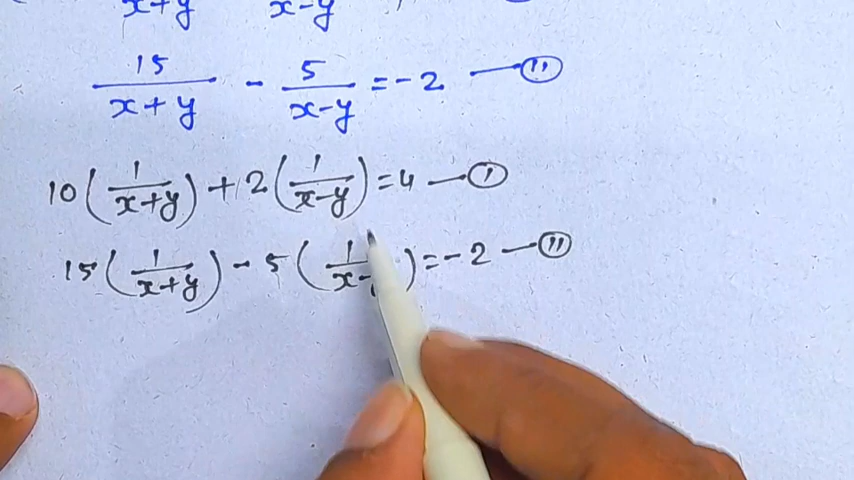 x+y x-y
15/(x+y) - 5/(x-y) = -2 —(II)
10(1/(x+y)) + 2(1/(x-y)) = 4 —(I)
15(1/(x+y)) - 5(1/(x-)) = -2 —(II)